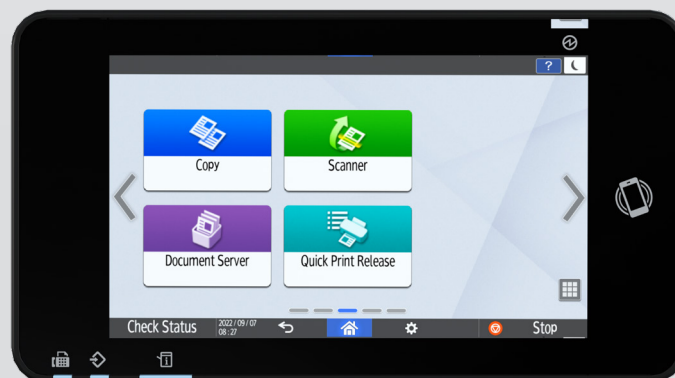 ?
Copy
Scanner
Document Server
Quick Print Release
Check Status
2022/09/07
08:27
Stop